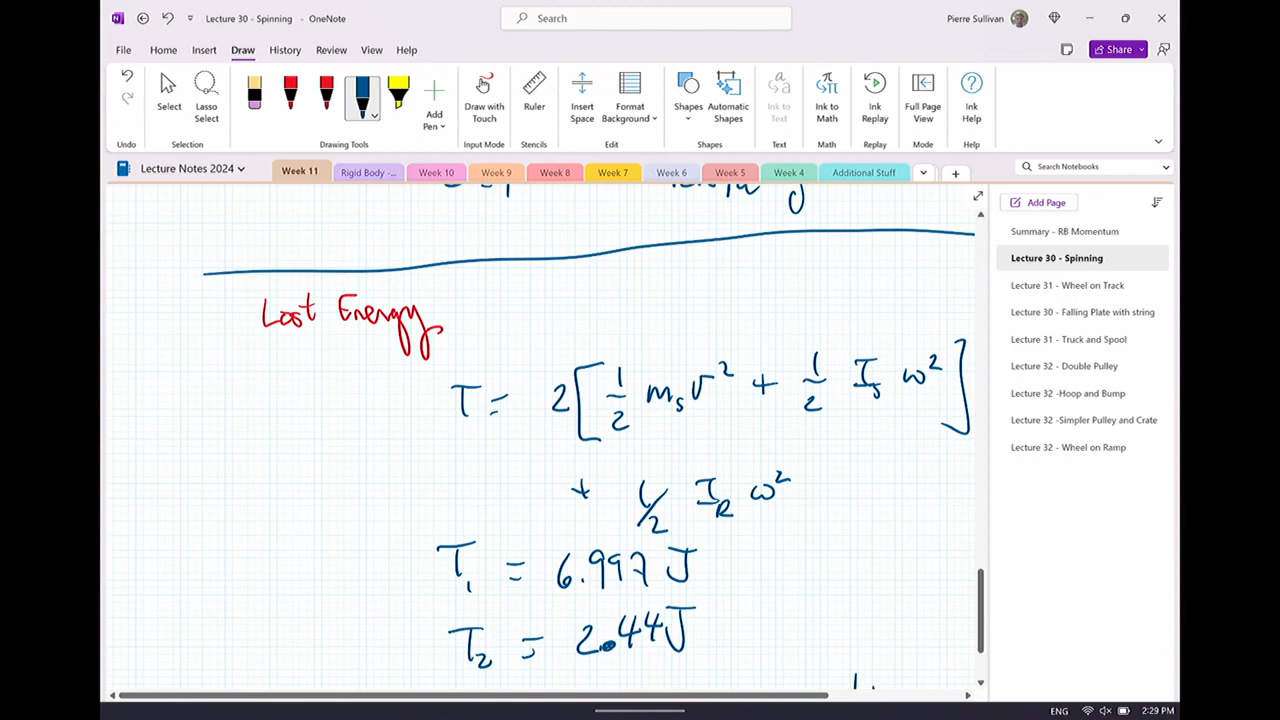 Lecture 30 - Spinning - OneNote
Search
Pierre Sullivan
File Home Insert Draw History Review View Help
Share
Undo
Select
Lasso Select
Add Pen
Draw with Touch
Ruler
Insert Space
Format Background
Shapes
Automatic Shapes
Ink to Text
Ink to Math
Ink Replay
Full Page View
Ink Help
Undo Selection Drawing Tools Input Mode Stencils Edit Shapes Text Math Replay Mode Help
Lecture Notes 2024
Week 11 Rigid Body -... Week 10 Week 9 Week 8 Week 7 Week 6 Week 5 Week 4 Additional Stuff
Search Notebooks
Add Page
Summary - RB Momentum
Lecture 30 - Spinning
Lecture 31 - Wheel on Track
Lecture 30 - Falling Plate with string
Lecture 31 - Truck and Spool
Lecture 32 - Double Pulley
Lecture 32 -Hoop and Bump
Lecture 32 -Simpler Pulley and Crate
Lecture 32 - Wheel on Ramp
Lost Energy
T = 2[1/2 m_s v² + 1/2 I_s ω²]
+ 1/2 I_R ω²
T₁ = 6.997 J
T₂ = 2.44 J
ENG 2:29 PM